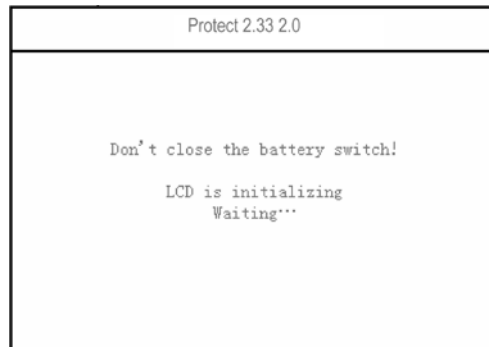 Protect 2.33 2.0
Don't close the battery switch!
LCD is initializing
Waiting…